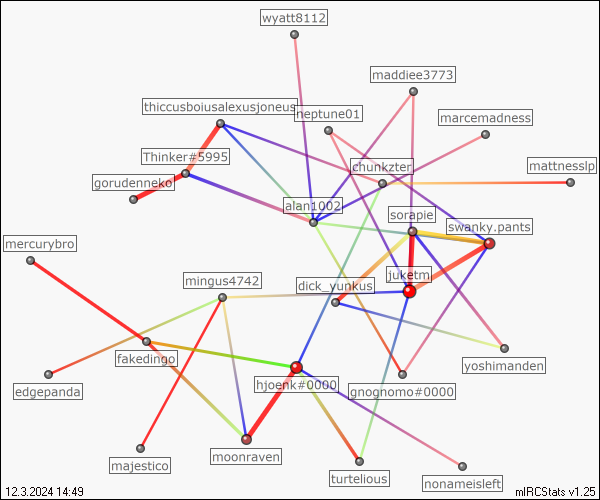 wyatt8112
maddiee3773
thiccusboiusalexusjoneus
neptune01
marcemadness
Thinker#5995
chunkzter
mattnesslp
gorudenneko
alan1002
sorapie
swanky.pants
mercurybro
juketm
mingus4742
dick_yunkus
fakedingo
yoshimanden
edgepanda
hjoenk#0000
gnognomo#0000
moonraven
majestico
turtelious
nonameisleft
12.3.2024 14:49
mIRCStats v1.25